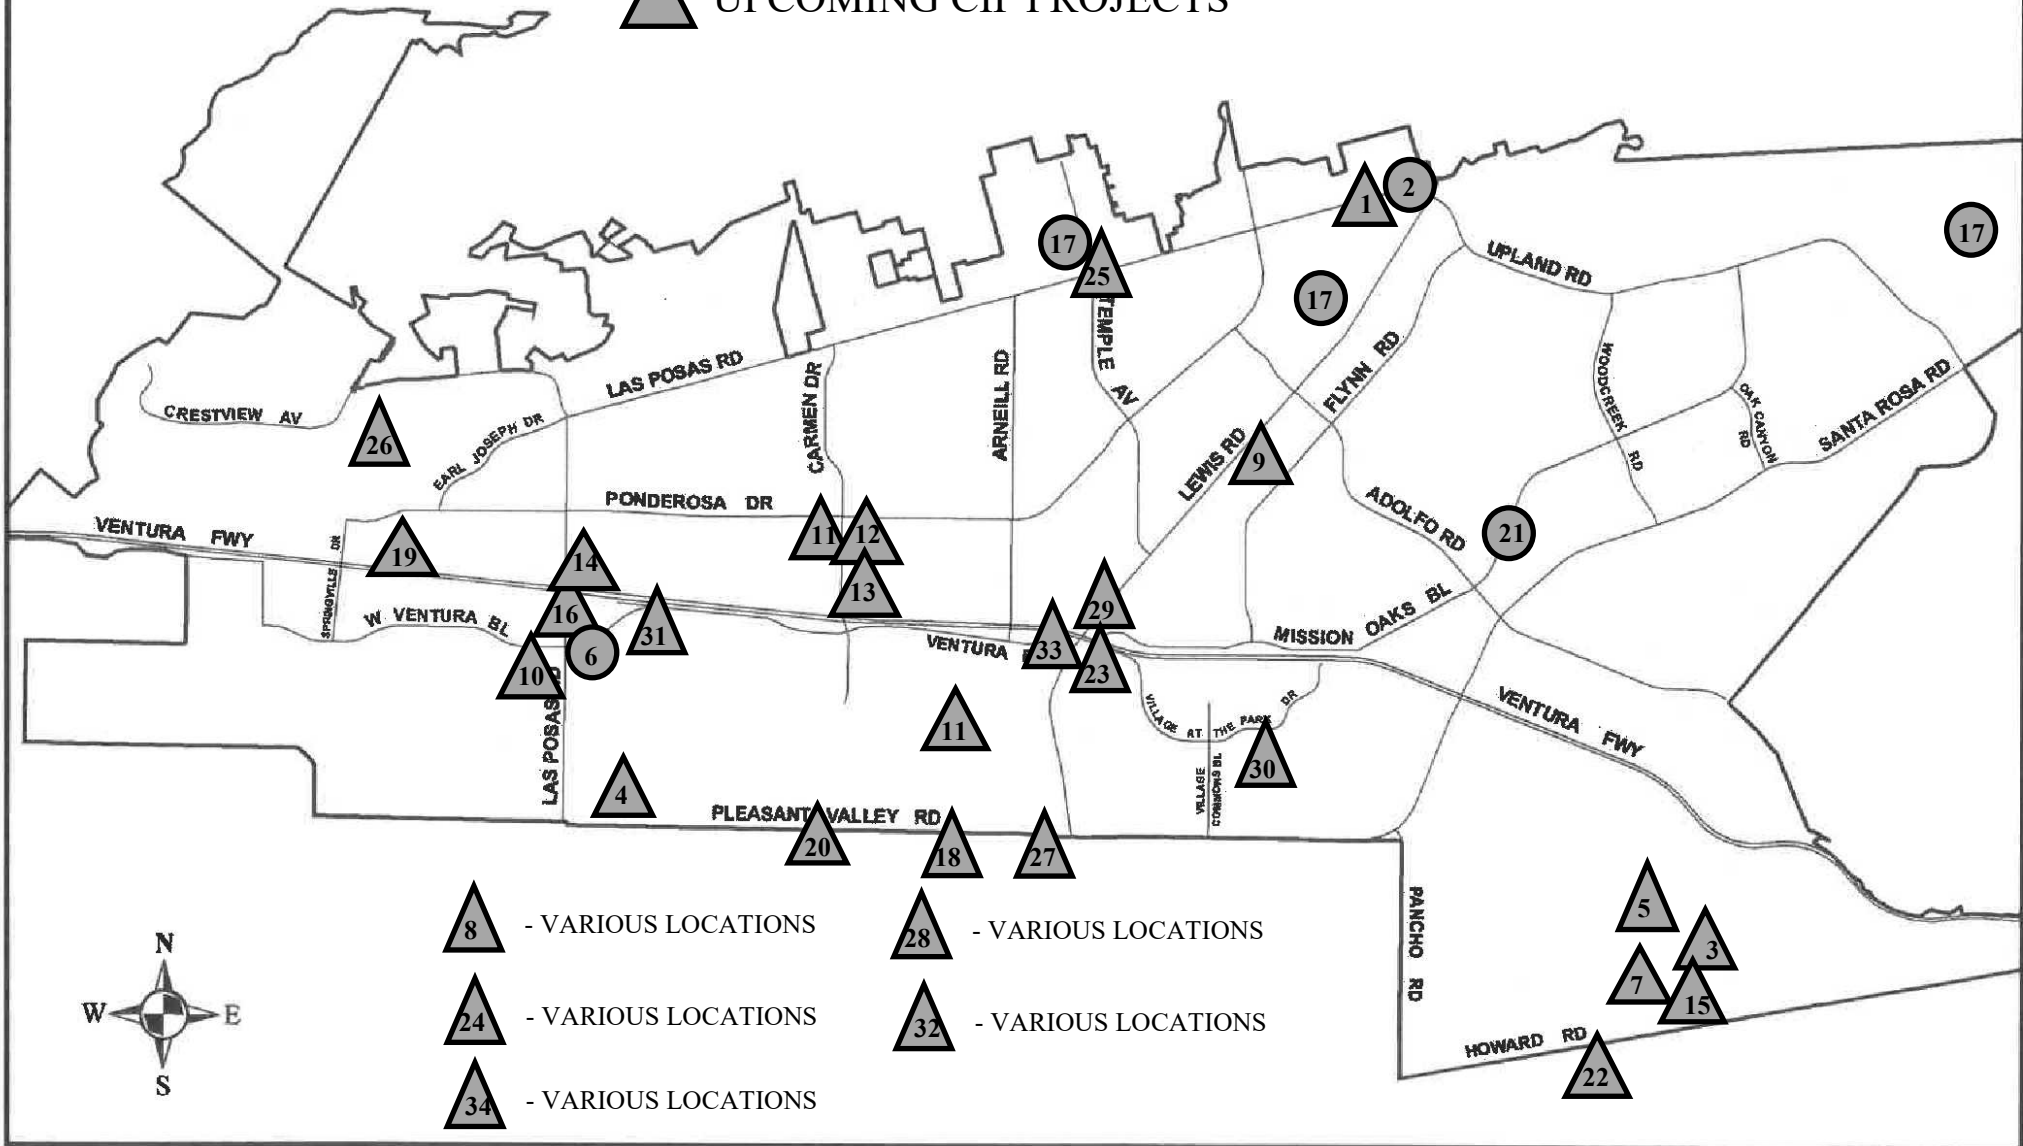 UPCOMING CIP PROJECTS
2
1
17
17
25
UPLAND RD
17
TEMPLE AV
LAS POSAS RD
CARMEN DR
ARNEILL RD
FLYNN RD
WOODCREEK RD
OAK CANYON RD
SANTA ROSA RD
CRESTVIEW AV
26
EARL JOSEPH DR
LEWIS RD
9
PONDEROSA DR
ADOLFO RD
21
VENTURA FWY
SPRINGVILLE DR
19
14
11
12
13
16
W VENTURA BL
31
6
10
29
33
23
VENTURA
MISSION OAKS BL
LAS POSAS
11
VILLAGE AT THE PARK DR
30
VILLAGE COMMONS BL
VENTURA FWY
4
PLEASANT VALLEY RD
20
18
27
PANCHO RD
5
3
7
15
HOWARD RD
22
8 - VARIOUS LOCATIONS
28 - VARIOUS LOCATIONS
24 - VARIOUS LOCATIONS
32 - VARIOUS LOCATIONS
34 - VARIOUS LOCATIONS
N
W
E
S